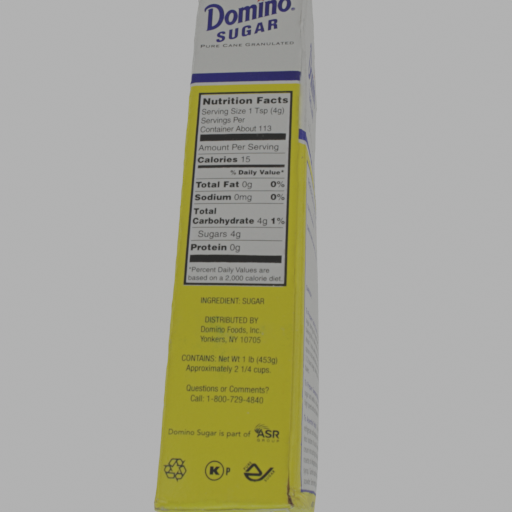 Domino®
SUGAR
PURE CANE GRANULATED
Nutrition Facts
Serving Size 1 Tsp (4g)
Servings Per
Container About 113
Amount Per Serving
Calories 15
% Daily Value*
Total Fat 0g 0%
Sodium 0mg 0%
Total
Carbohydrate 4g 1%
Sugars 4g
Protein 0g
*Percent Daily Values are
based on a 2,000 calorie diet.
INGREDIENT: SUGAR
DISTRIBUTED BY
Domino Foods, Inc.
Yonkers, NY 10705
CONTAINS: Net Wt 1 lb (453g)
Approximately 2 1/4 cups.
Questions or Comments?
Call: 1-800-729-4840
Domino Sugar is part of ASR
GROUP
K P